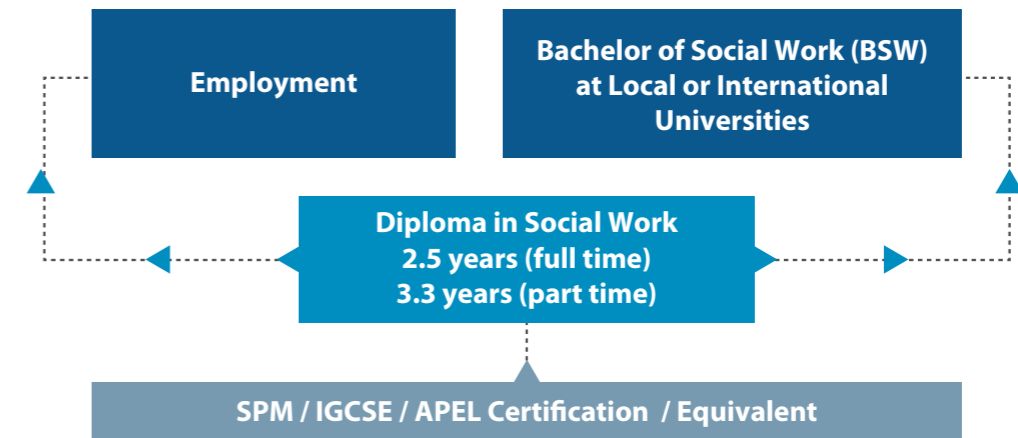 Employment
Bachelor of Social Work (BSW)
at Local or International
Universities
Diploma in Social Work
2.5 years (full time)
3.3 years (part time)
SPM / IGCSE / APEL Certification / Equivalent